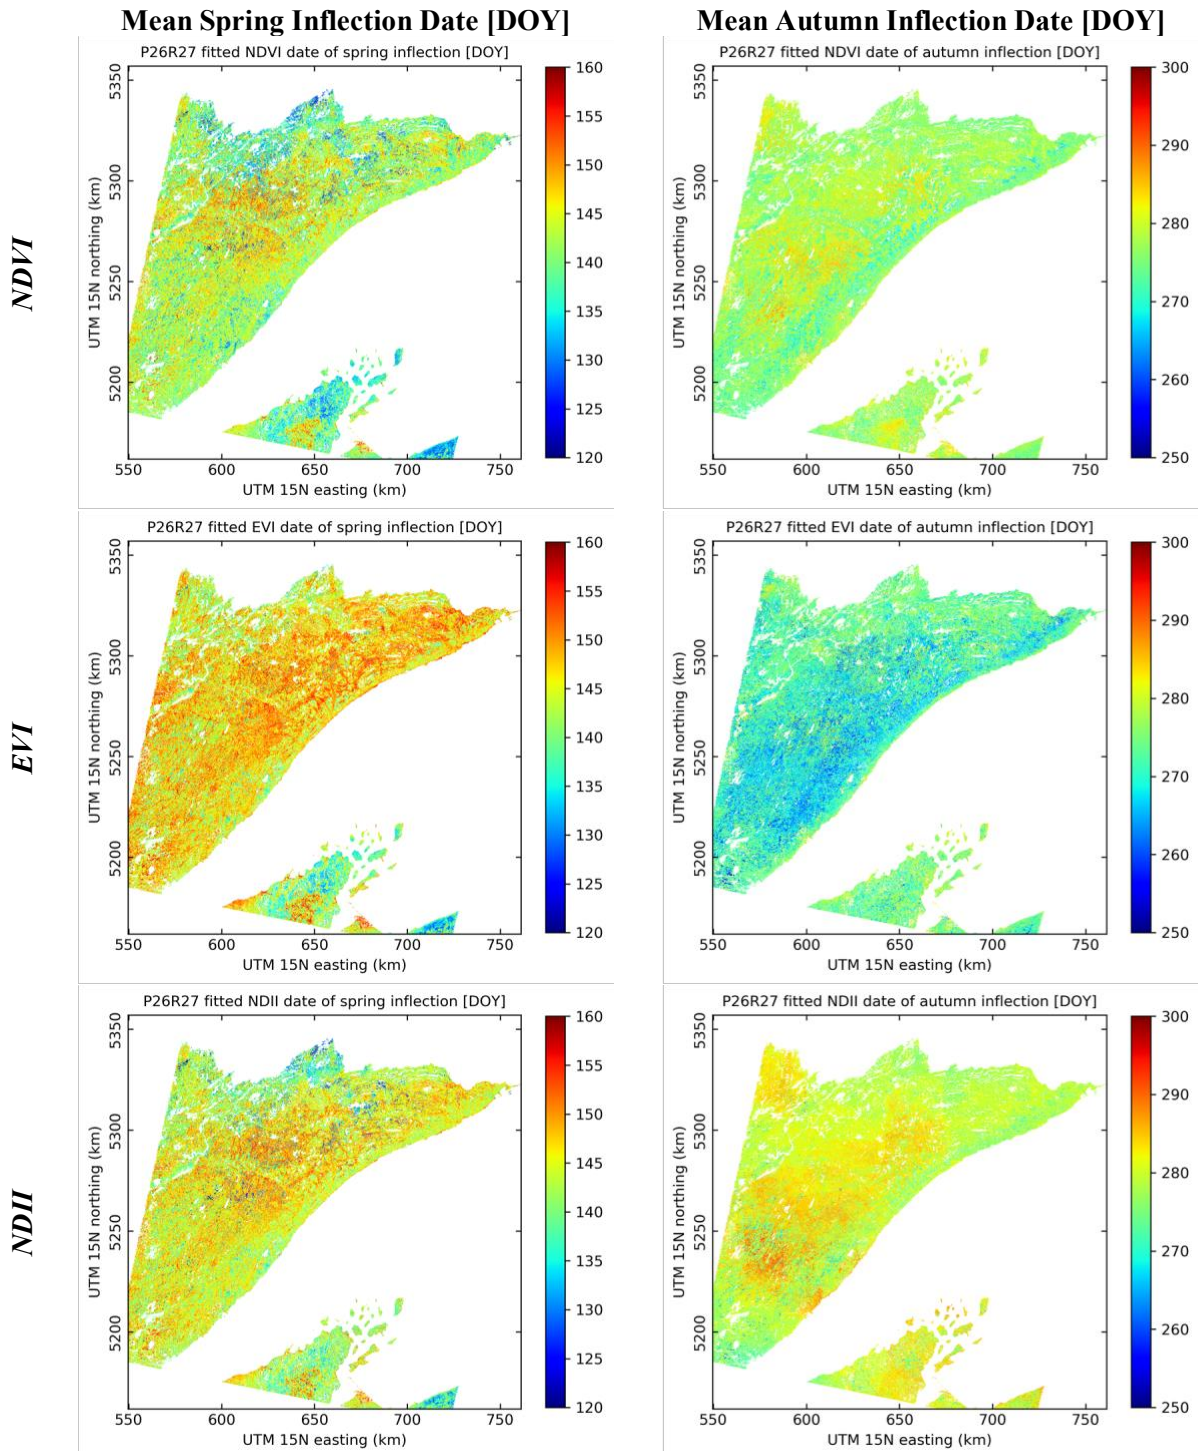 Mean Spring Inflection Date [DOY]
Mean Autumn Inflection Date [DOY]
NDVI
P26R27 fitted NDVI date of spring inflection [DOY]
UTM 15N northing (km)
5350
5300
5250
5200
550 600 650 700 750
UTM 15N easting (km)
160
155
150
145
140
135
130
125
120
P26R27 fitted NDVI date of autumn inflection [DOY]
UTM 15N northing (km)
5350
5300
5250
5200
550 600 650 700 750
UTM 15N easting (km)
300
290
280
270
260
250
EVI
P26R27 fitted EVI date of spring inflection [DOY]
UTM 15N northing (km)
5350
5300
5250
5200
550 600 650 700 750
UTM 15N easting (km)
160
155
150
145
140
135
130
125
120
P26R27 fitted EVI date of autumn inflection [DOY]
UTM 15N northing (km)
5350
5300
5250
5200
550 600 650 700 750
UTM 15N easting (km)
300
290
280
270
260
250
NDII
P26R27 fitted NDII date of spring inflection [DOY]
UTM 15N northing (km)
5350
5300
5250
5200
550 600 650 700 750
UTM 15N easting (km)
160
155
150
145
140
135
130
125
120
P26R27 fitted NDII date of autumn inflection [DOY]
UTM 15N northing (km)
5350
5300
5250
5200
550 600 650 700 750
UTM 15N easting (km)
300
290
280
270
260
250